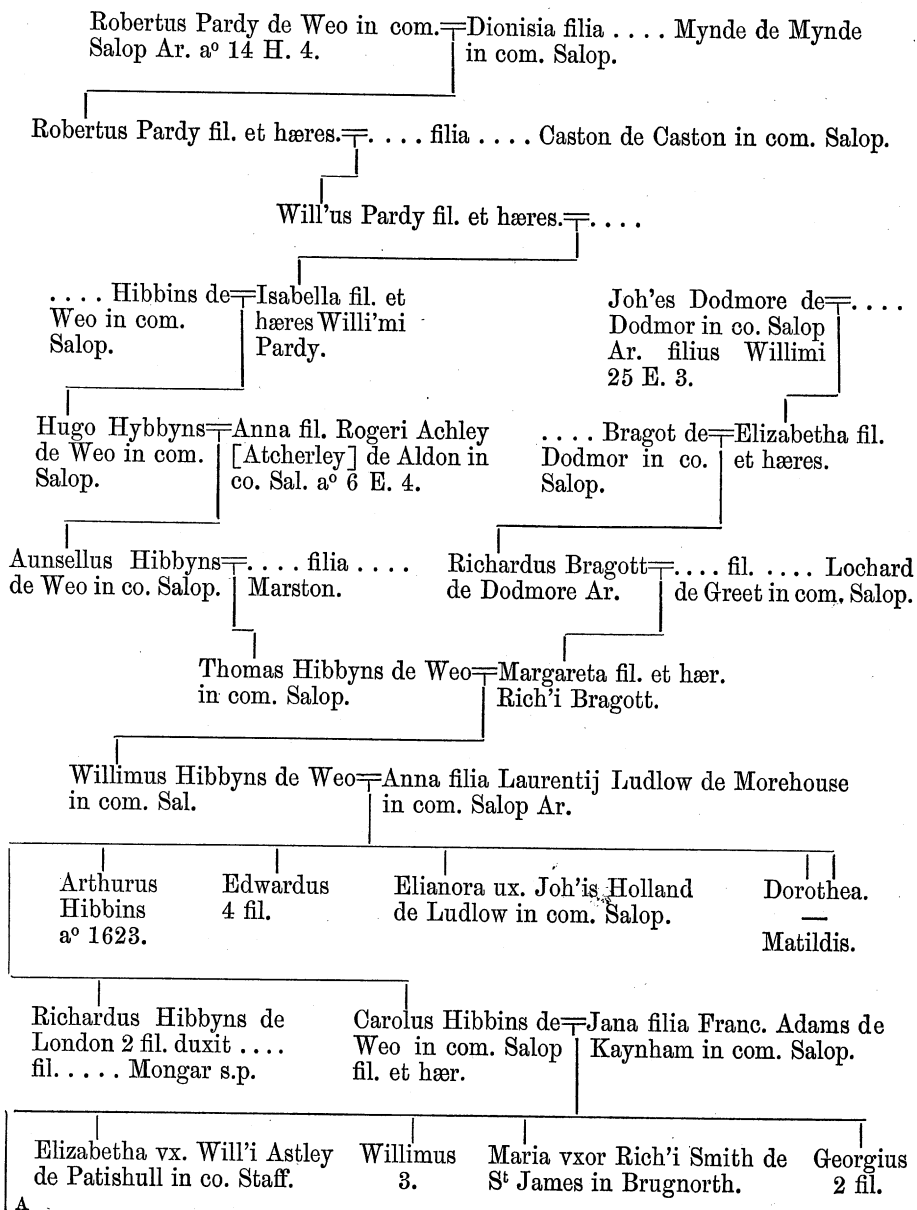 Robertus Pardy de Weo in com.
Salop Ar. aº 14 H. 4.
Dionisia filia . . . . Mynde de Mynde
in com. Salop.
Robertus Pardy fil. et hæres.
. . . . filia . . . . Caston de Caston in com. Salop.
Will'us Pardy fil. et hæres.
. . . .
. . . . Hibbins de
Weo in com.
Salop.
Isabella fil. et
hæres Willi'mi
Pardy.
Joh'es Dodmore de
Dodmor in co. Salop
Ar. filius Willimi
25 E. 3.
. . . .
Hugo Hybbyns
de Weo in com.
Salop.
Anna fil. Rogeri Achley
[Atcherley] de Aldon in
co. Sal. aº 6 E. 4.
. . . . Bragot de
Dodmor in co.
Salop.
Elizabetha fil.
et hæres.
Aunsellus Hibbyns
de Weo in co. Salop.
. . . . filia . . . .
Marston.
Richardus Bragott
de Dodmore Ar.
. . . . fil. . . . . Lochard
de Greet in com, Salop.
Thomas Hibbyns de Weo
in com. Salop.
Margareta fil. et hær.
Rich'i Bragott.
Willimus Hibbyns de Weo
in com. Sal.
Anna filia Laurentij Ludlow de Morehouse
in com. Salop Ar.
Arthurus
Hibbins
aº 1623.
Edwardus
4 fil.
Elianora ux. Joh'is Holland
de Ludlow in com. Salop.
Dorothea.
—
Matildis.
Richardus Hibbyns de
London 2 fil. duxit . . . .
fil. . . . . Mongar s.p.
Carolus Hibbins de
Weo in com. Salop
fil. et hær.
Jana filia Franc. Adams de
Kaynham in com. Salop.
Elizabetha vx. Will'i Astley
de Patishull in co. Staff.
Willimus
3.
Maria vxor Rich'i Smith de
Sᵗ James in Brugnorth.
Georgius
2 fil.
A